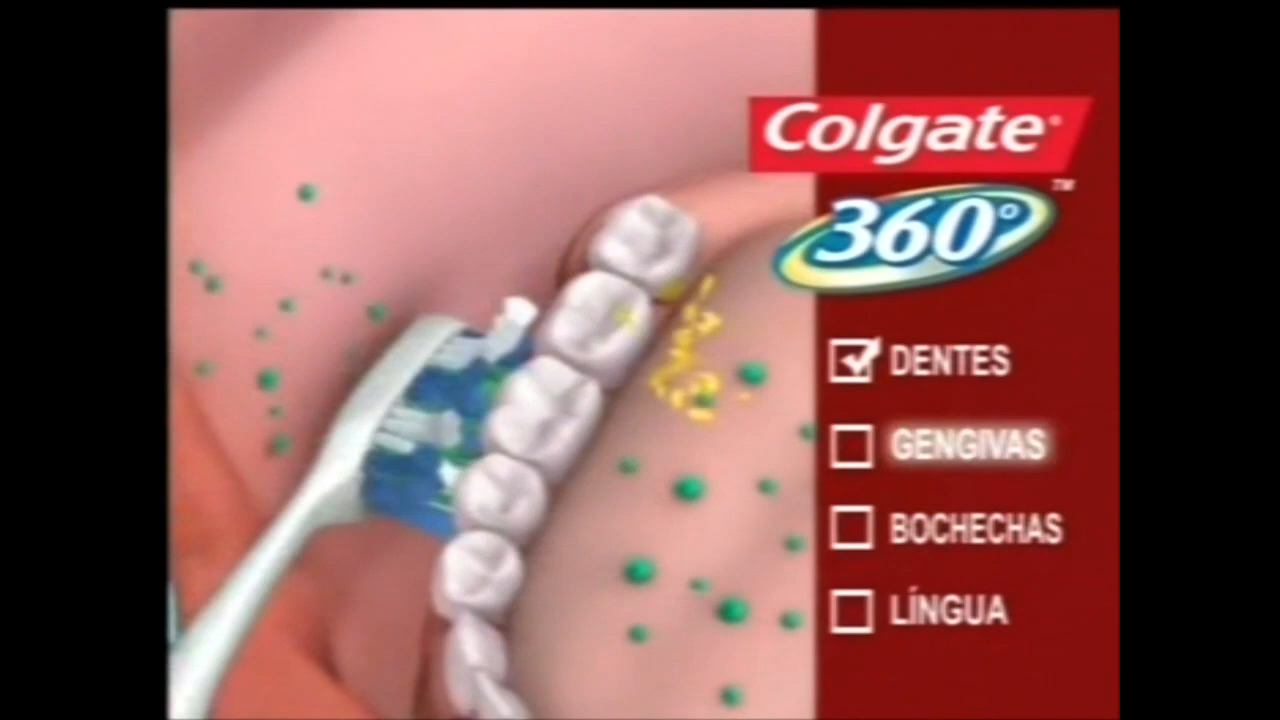 Colgate®
™
360°
DENTES
GENGIVAS
BOCHECHAS
LÍNGUA